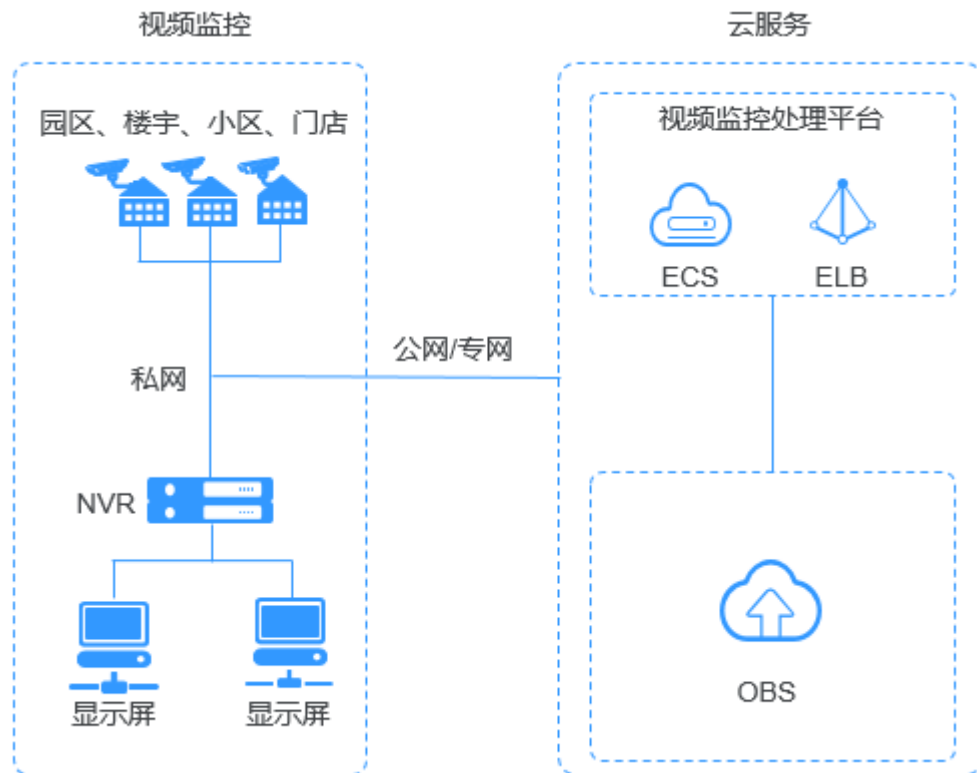 视频监控
园区、楼宇、小区、门店
私网
NVR
显示屏
显示屏
公网/专网
云服务
视频监控处理平台
ECS
ELB
OBS